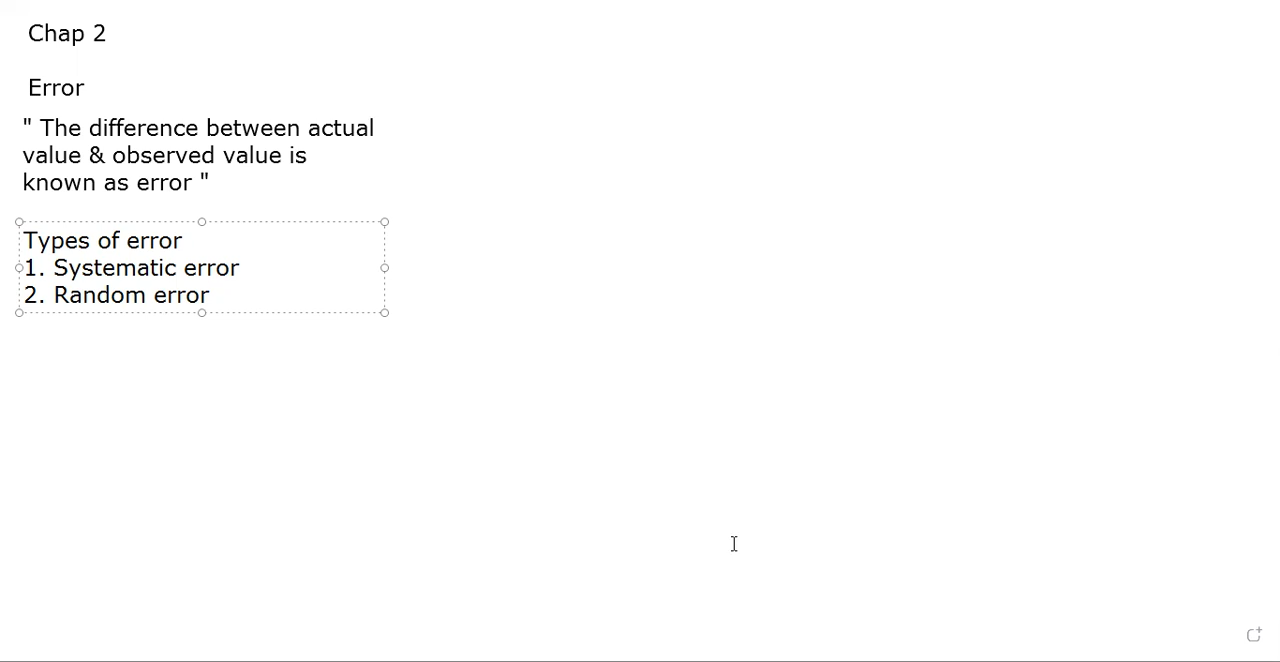 Chap 2
Error
" The difference between actual
value & observed value is
known as error "
Types of error
1. Systematic error
2. Random error